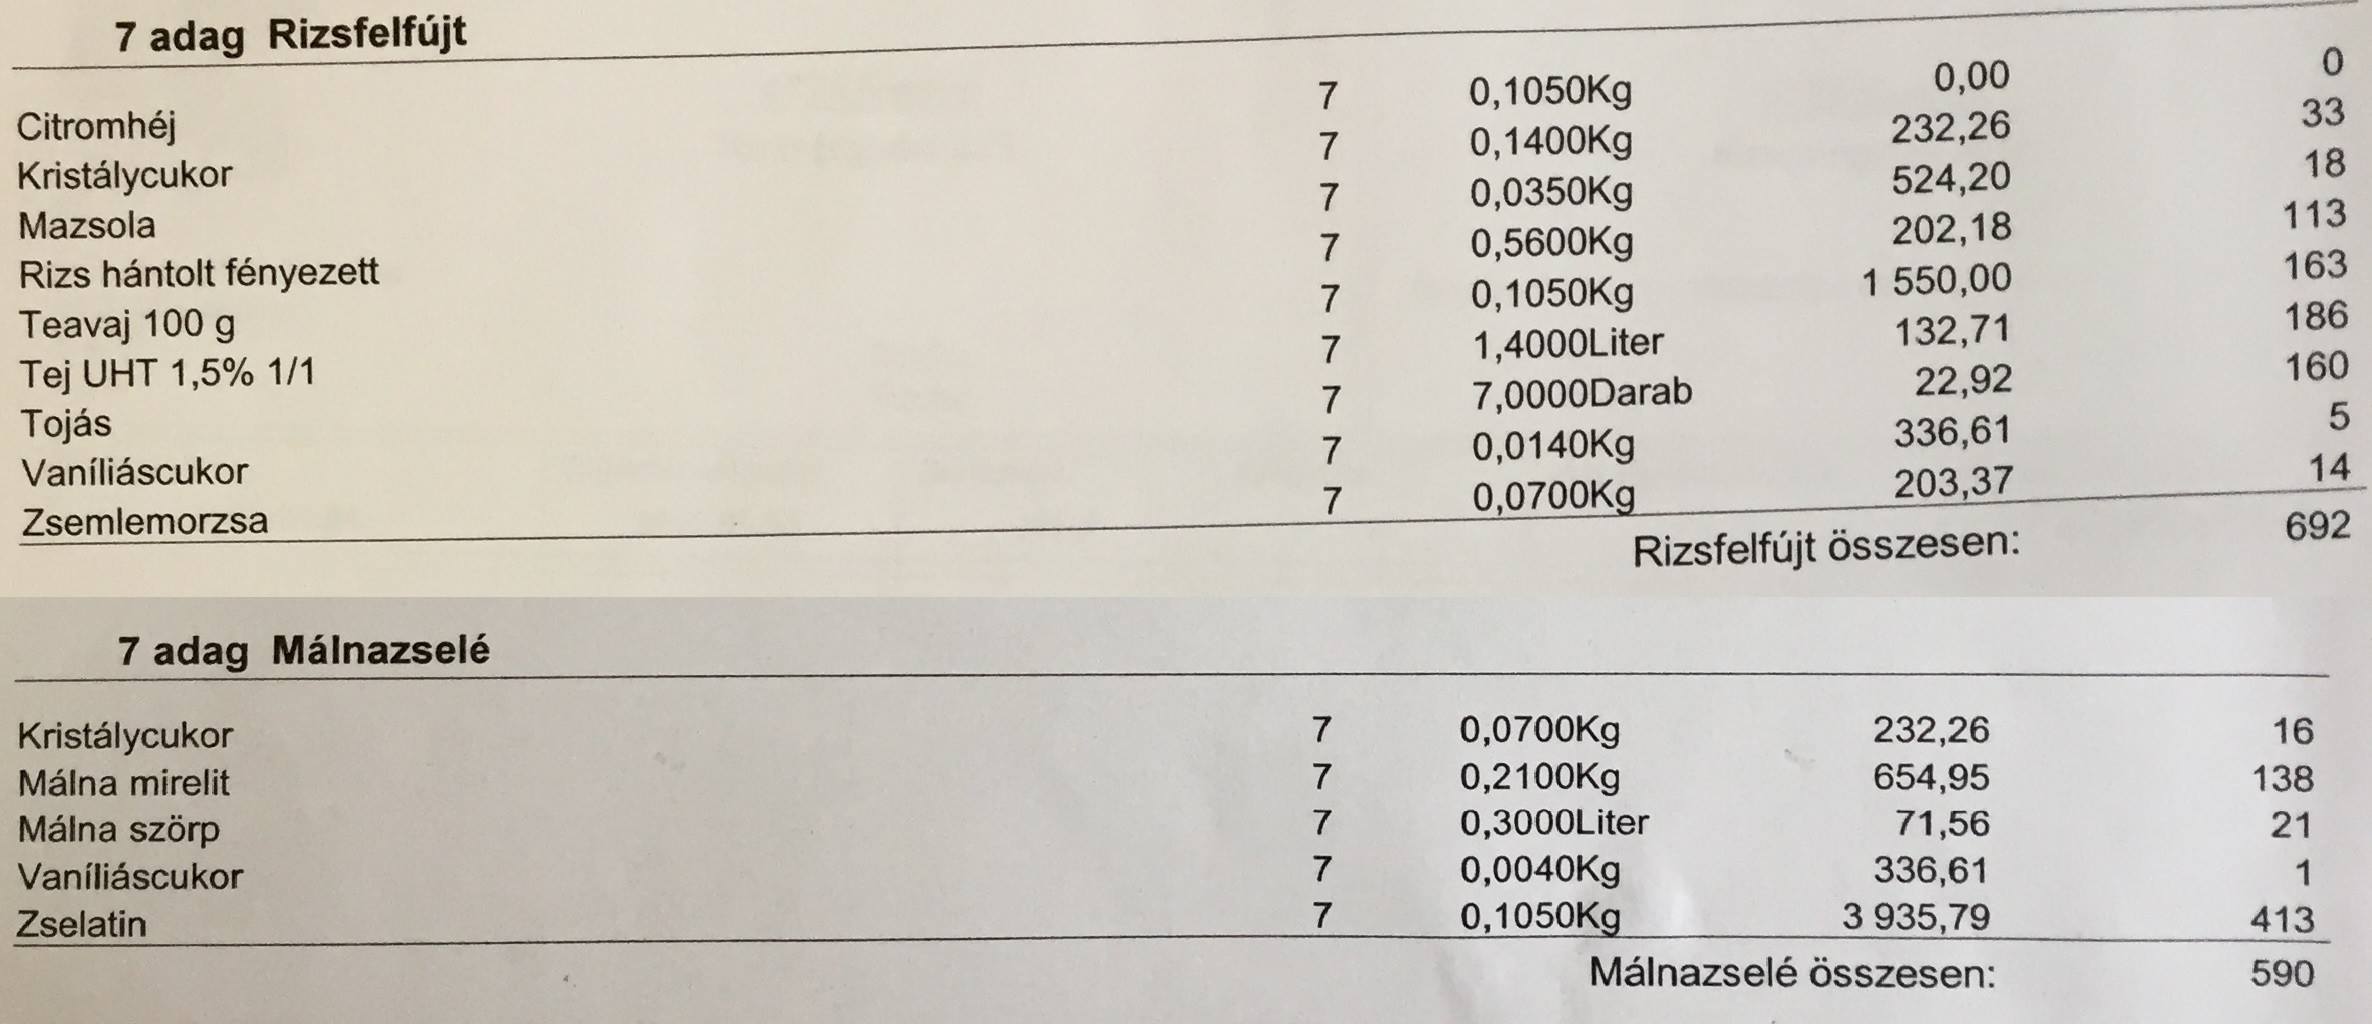 7 adag Rizsfelfújt
Citromhéj 7 0,1050Kg 0,00 0
Kristálycukor 7 0,1400Kg 232,26 33
Mazsola 7 0,0350Kg 524,20 18
Rizs hántolt fényezett 7 0,5600Kg 202,18 113
Teavaj 100 g 7 0,1050Kg 1 550,00 163
Tej UHT 1,5% 1/1 7 1,4000Liter 132,71 186
Tojás 7 7,0000Darab 22,92 160
Vaníliáscukor 7 0,0140Kg 336,61 5
Zsemlemorzsa 7 0,0700Kg 203,37 14
Rizsfelfújt összesen: 692
7 adag Málnazselé
Kristálycukor 7 0,0700Kg 232,26 16
Málna mirelit 7 0,2100Kg 654,95 138
Málna szörp 7 0,3000Liter 71,56 21
Vaníliáscukor 7 0,0040Kg 336,61 1
Zselatin 7 0,1050Kg 3 935,79 413
Málnazselé összesen: 590